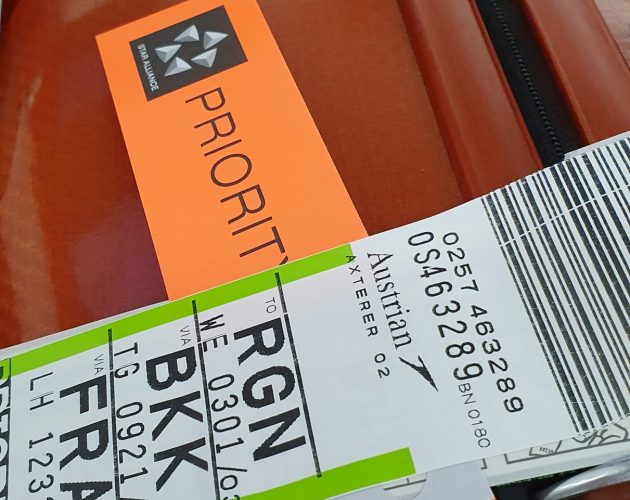 STAR ALLIANCE
PRIORITY
0257 463289
OS463289
BN 0180
Austrian
AXTERER 02
TO
RGN
WE 0301
VIA
BKK
TG 0921
VIA
FRA
LH 123